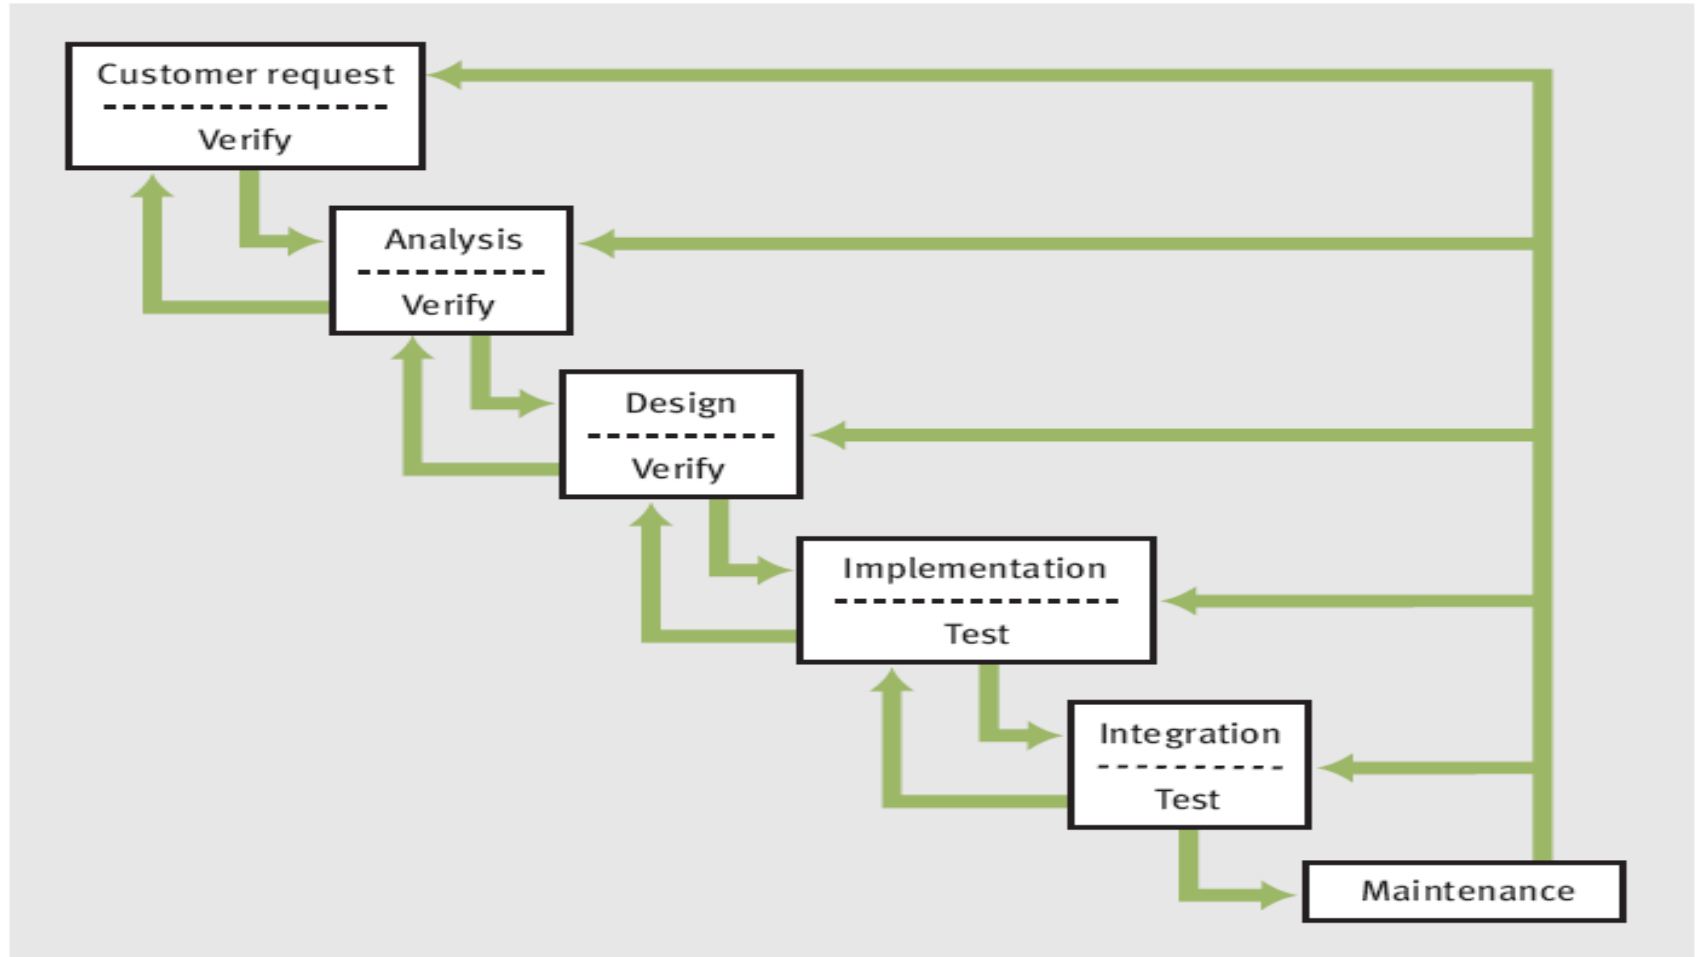 Customer request
Verify
Analysis
Verify
Design
Verify
Implementation
Test
Integration
Test
Maintenance